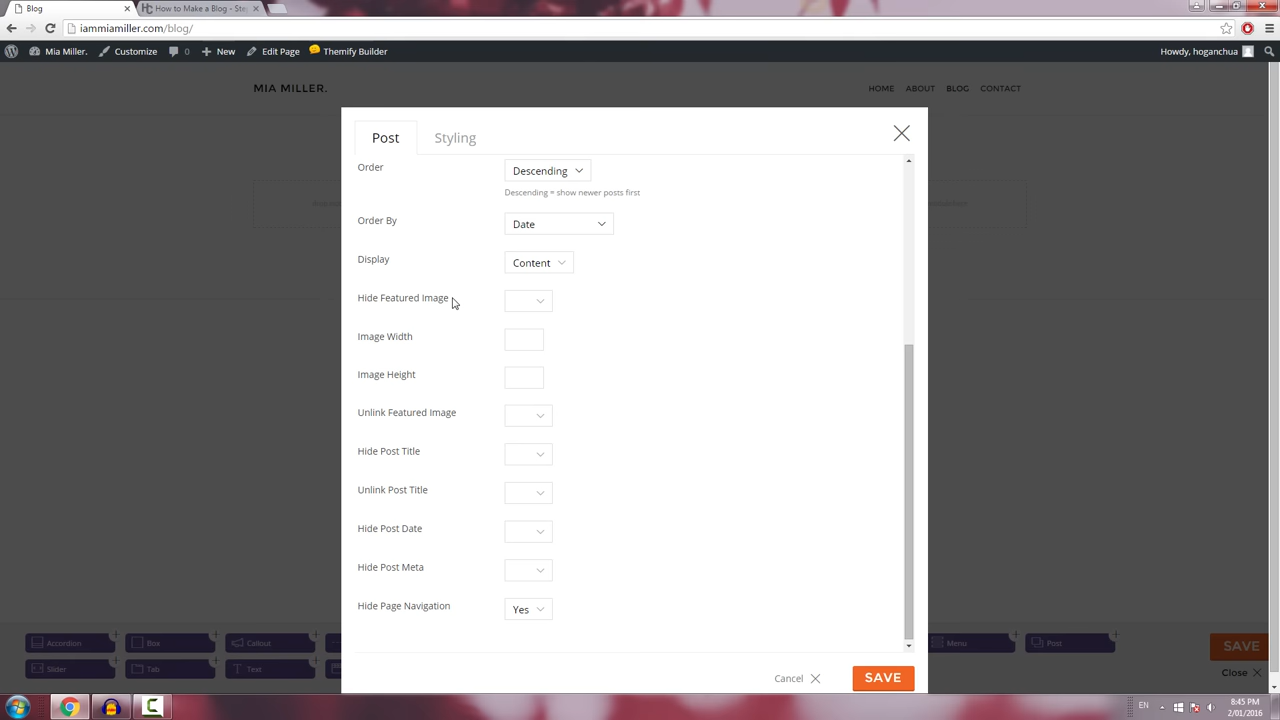 Blog
How to Make a Blog - Ste
iammiamiller.com/blog/
Mia Miller.
Customize
0
New
Edit Page
Themify Builder
Howdy, hoganchua
MIA MILLER.
HOME
ABOUT
BLOG
CONTACT
Post
Styling
Order
Descending
Descending = show newer posts first
Order By
Date
Display
Content
Hide Featured Image
Image Width
Image Height
Unlink Featured Image
Hide Post Title
Unlink Post Title
Hide Post Date
Hide Post Meta
Hide Page Navigation
Yes
Accordion
Box
Callout
Menu
Post
SAVE
Slider
Tab
Text
Close
Cancel
SAVE
EN
8:45 PM
2/01/2016